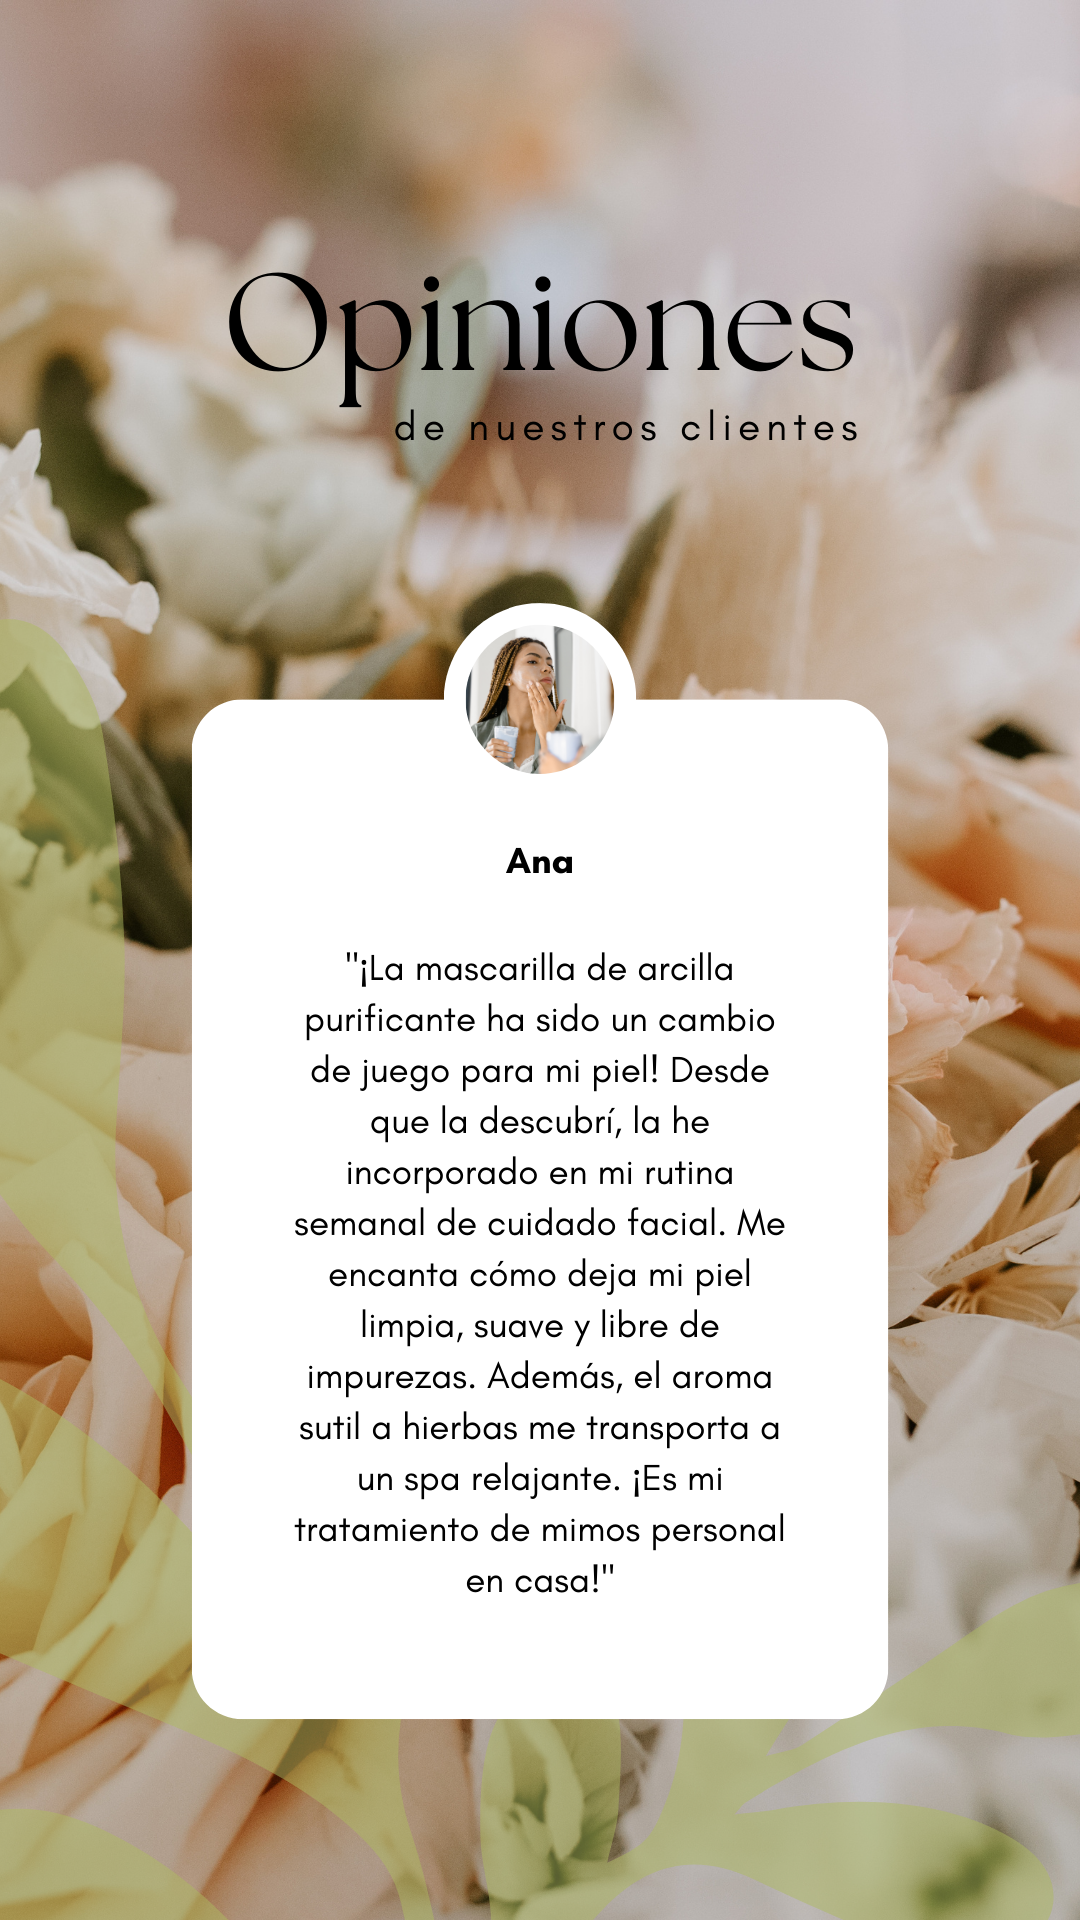 Opiniones
de nuestros clientes
Ana
"¡La mascarilla de arcilla
purificante ha sido un cambio
de juego para mi piel! Desde
que la descubrí, la he
incorporado en mi rutina
semanal de cuidado facial. Me
encanta cómo deja mi piel
limpia, suave y libre de
impurezas. Además, el aroma
sutil a hierbas me transporta a
un spa relajante. ¡Es mi
tratamiento de mimos personal
en casa!"